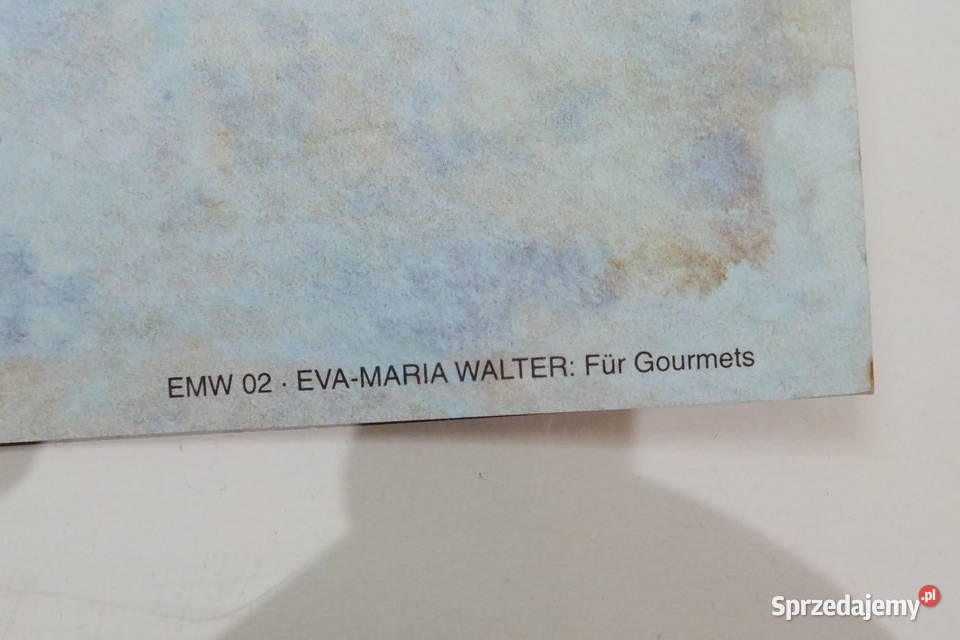 EMW 02 · EVA-MARIA WALTER: Für Gourmets
Sprzedajemy.pl